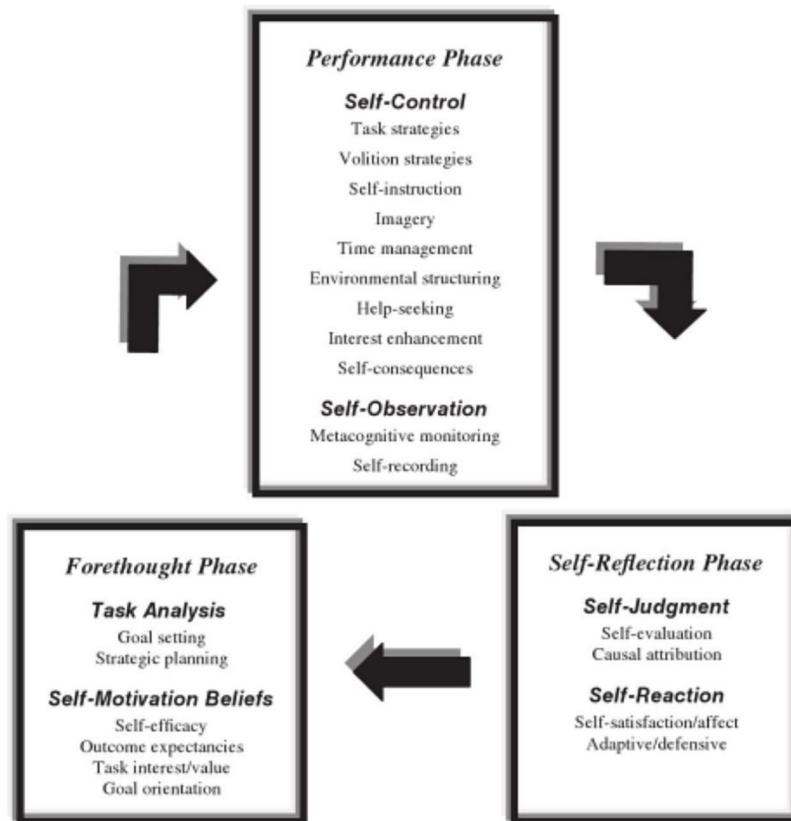 Performance Phase
Self-Control
Task strategies
Volition strategies
Self-instruction
Imagery
Time management
Environmental structuring
Help-seeking
Interest enhancement
Self-consequences
Self-Observation
Metacognitive monitoring
Self-recording
Forethought Phase
Task Analysis
Goal setting
Strategic planning
Self-Motivation Beliefs
Self-efficacy
Outcome expectancies
Task interest/value
Goal orientation
Self-Reflection Phase
Self-Judgment
Self-evaluation
Causal attribution
Self-Reaction
Self-satisfaction/affect
Adaptive/defensive